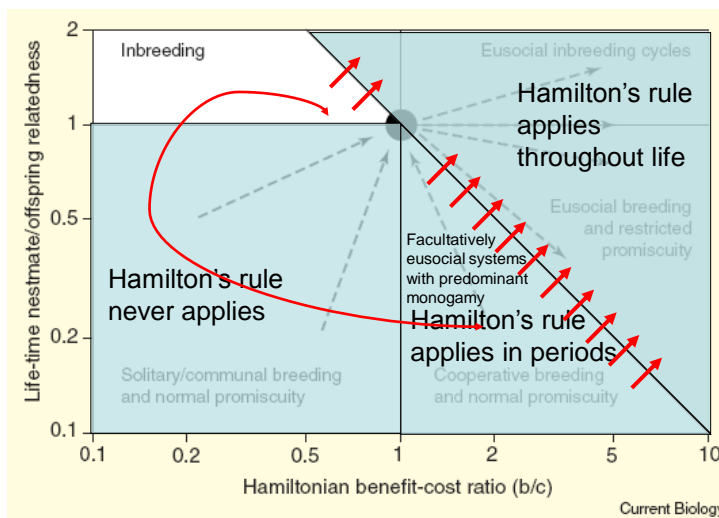 2
Inbreeding
Eusocial inbreeding cycles
Hamilton's rule
applies
throughout life
1
Life-time nestmate/offspring relatedness
0.5
Eusocial breeding
and restricted
promiscuity
Facultatively
eusocial systems
with predominant
monogamy
Hamilton's rule
never applies
Hamilton's rule
applies in periods
0.2
Solitary/communal breeding
and normal promiscuity
Cooperative breeding
and normal promiscuity
0.1
0.1
0.2
0.5
1
2
5
10
Hamiltonian benefit-cost ratio (b/c)
Current Biology